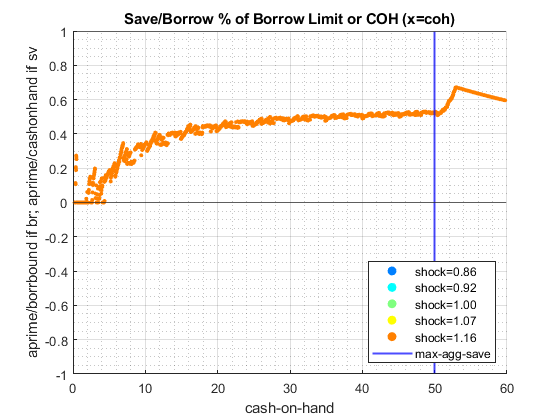 Save/Borrow % of Borrow Limit or COH (x=coh)
aprime/borrbound if br; aprime/cashonhand if sv
1
0.8
0.6
0.4
0.2
0
-0.2
-0.4
-0.6
-0.8
-1
shock=0.86
shock=0.92
shock=1.00
shock=1.07
shock=1.16
max-agg-save
0 10 20 30 40 50 60
cash-on-hand